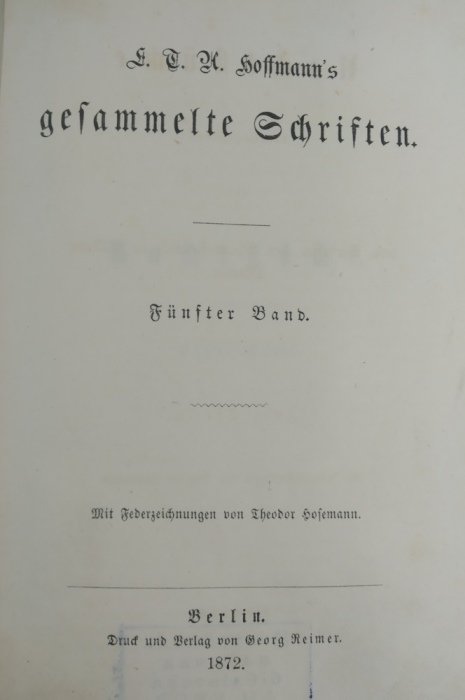 E. T. A. Hoffmann's
gesammelte Schriften.
Fünfter Band.
Mit Federzeichnungen von Theodor Hosemann.
Berlin.
Druck und Verlag von Georg Reimer.
1872.